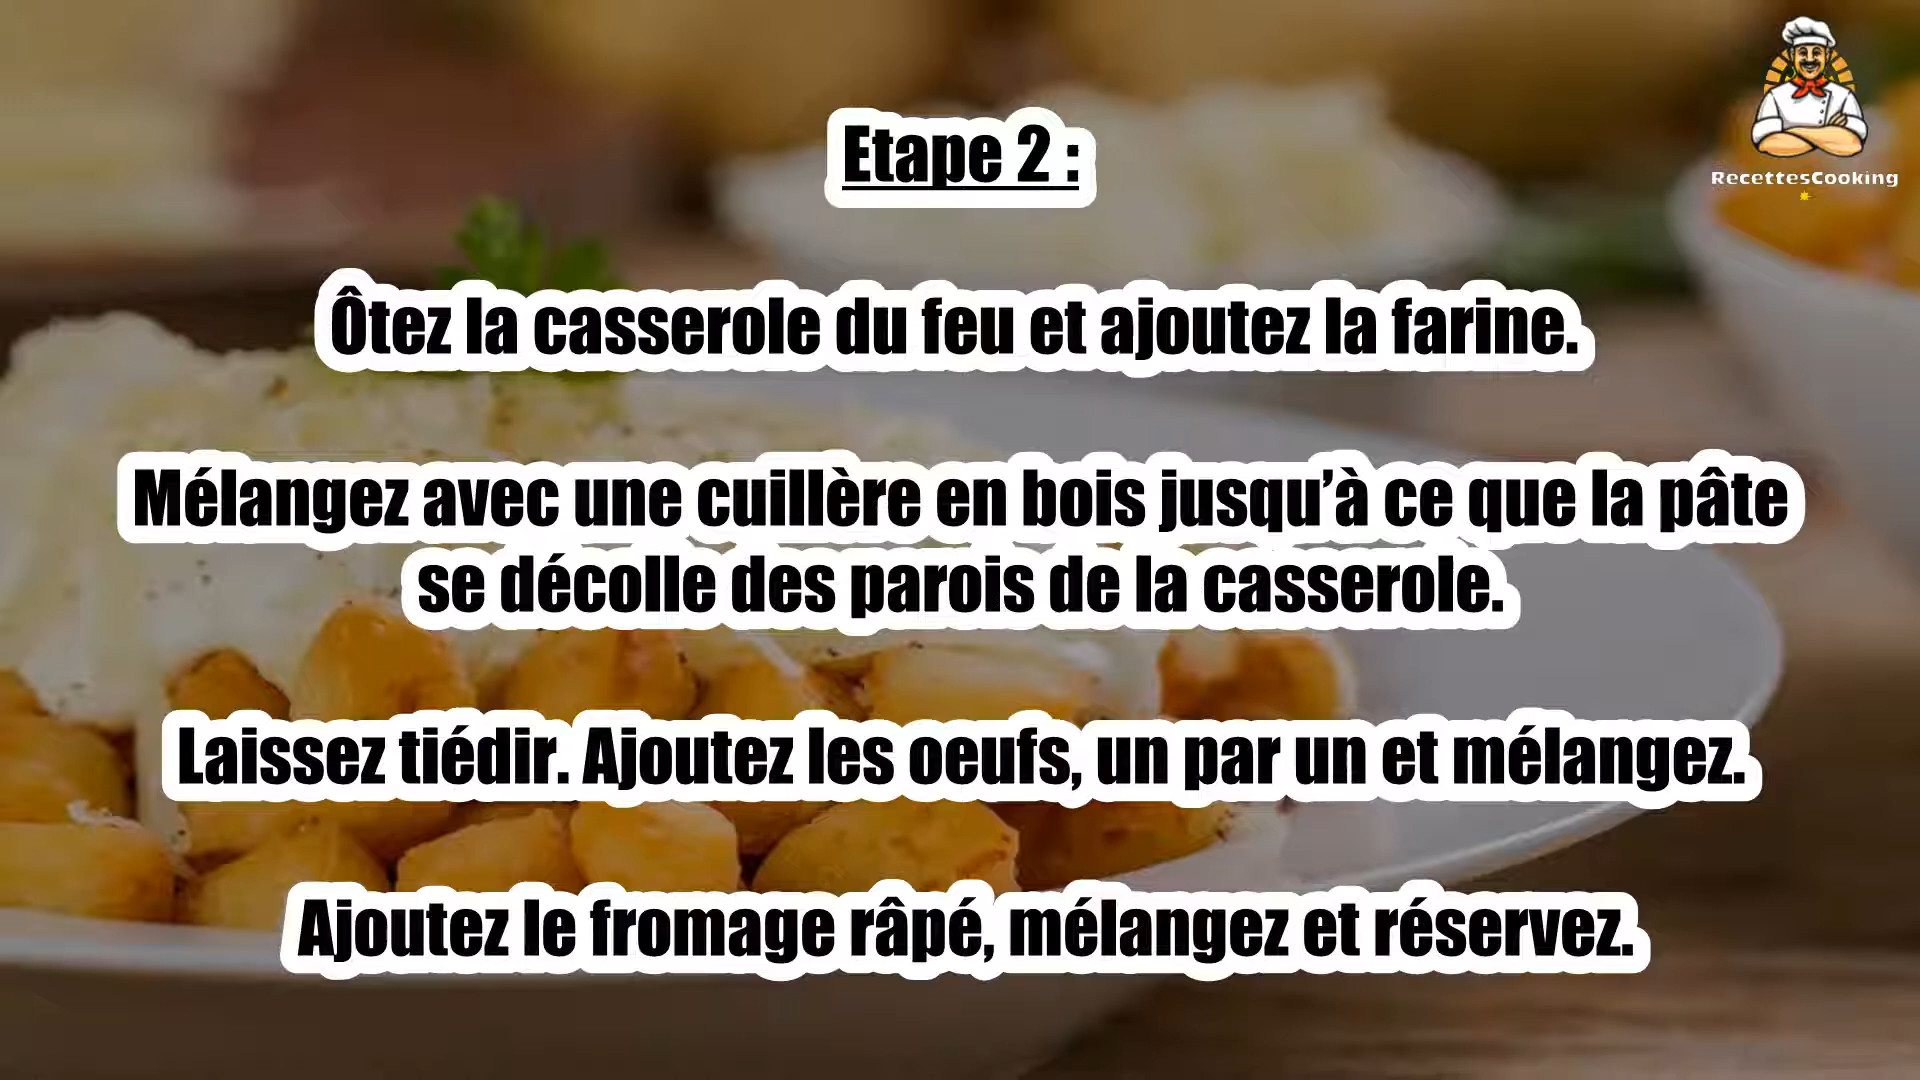 RecettesCooking
Etape 2 :
Ôtez la casserole du feu et ajoutez la farine.
Mélangez avec une cuillère en bois jusqu’à ce que la pâte
se décolle des parois de la casserole.
Laissez tiédir. Ajoutez les oeufs, un par un et mélangez.
Ajoutez le fromage râpé, mélangez et réservez.